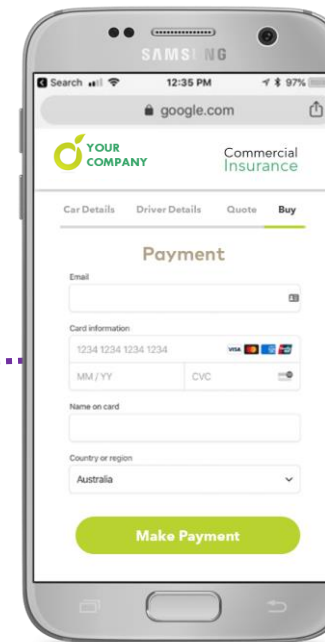 SAMSUNG
Search 12:35 PM 97%
google.com
YOUR
COMPANY
Commercial
Insurance
Car Details Driver Details Quote Buy
Payment
Email
Card information
1234 1234 1234 1234 VISA
MM / YY CVC
Name on card
Country or region
Australia
Make Payment